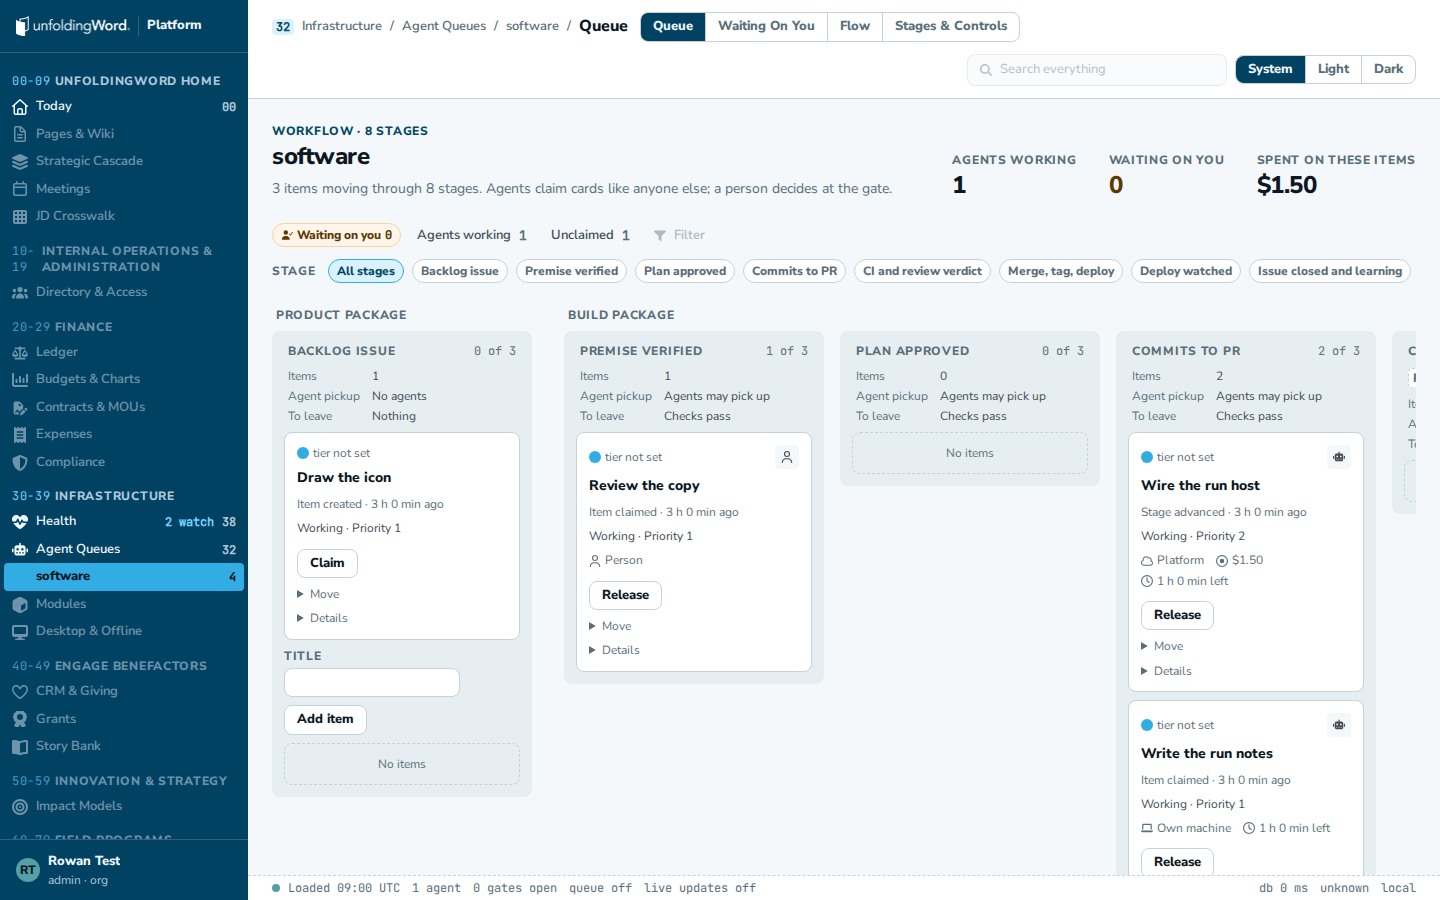 unfoldingWord. Platform
00-09 UNFOLDINGWORD HOME
Today 00
Pages & Wiki
Strategic Cascade
Meetings
JD Crosswalk
10-19 INTERNAL OPERATIONS & ADMINISTRATION
Directory & Access
20-29 FINANCE
Ledger
Budgets & Charts
Contracts & MOUs
Expenses
Compliance
30-39 INFRASTRUCTURE
Health 2 watch 38
Agent Queues 32
software 4
Modules
Desktop & Offline
40-49 ENGAGE BENEFACTORS
CRM & Giving
Grants
Story Bank
50-59 INNOVATION & STRATEGY
Impact Models
RT Rowan Test
admin · org
32 Infrastructure / Agent Queues / software / Queue
Queue Waiting On You Flow Stages & Controls
Search everything
System Light Dark
WORKFLOW · 8 STAGES
software
3 items moving through 8 stages. Agents claim cards like anyone else; a person decides at the gate.
AGENTS WORKING WAITING ON YOU SPENT ON THESE ITEMS
1 0 $1.50
Waiting on you 0 Agents working 1 Unclaimed 1 Filter
STAGE All stages Backlog issue Premise verified Plan approved Commits to PR CI and review verdict Merge, tag, deploy Deploy watched Issue closed and learning
PRODUCT PACKAGE
BACKLOG ISSUE 0 of 3
Items 1
Agent pickup No agents
To leave Nothing
tier not set
Draw the icon
Item created · 3 h 0 min ago
Working · Priority 1
Claim
Move
Details
TITLE
Add item
No items
BUILD PACKAGE
PREMISE VERIFIED 1 of 3
Items 1
Agent pickup Agents may pick up
To leave Checks pass
tier not set
Review the copy
Item claimed · 3 h 0 min ago
Working · Priority 1
Person
Release
Move
Details
PLAN APPROVED 0 of 3
Items 0
Agent pickup Agents may pick up
To leave Checks pass
No items
COMMITS TO PR 2 of 3
Items 2
Agent pickup Agents may pick up
To leave Checks pass
tier not set
Wire the run host
Stage advanced · 3 h 0 min ago
Working · Priority 2
Platform $1.50
1 h 0 min left
Release
Move
Details
tier not set
Write the run notes
Item claimed · 3 h 0 min ago
Working · Priority 1
Own machine 1 h 0 min left
Release
Loaded 09:00 UTC 1 agent 0 gates open queue off live updates off
db 0 ms unknown local